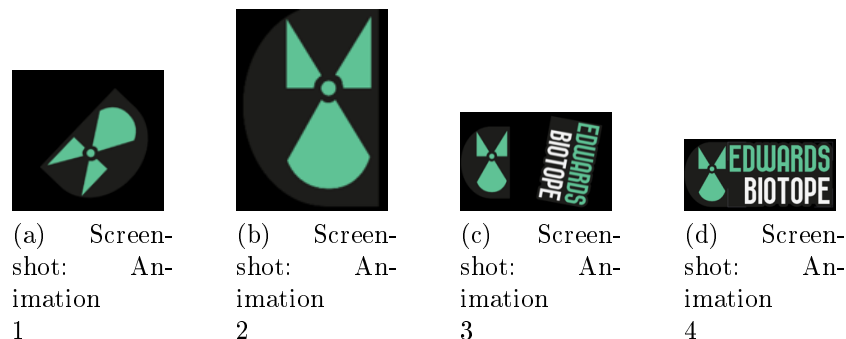 EDWARDS
BIOTOPE
EDWARDS
BIOTOPE
(a) Screen-
shot: An-
imation
1
(b) Screen-
shot: An-
imation
2
(c) Screen-
shot: An-
imation
3
(d) Screen-
shot: An-
imation
4